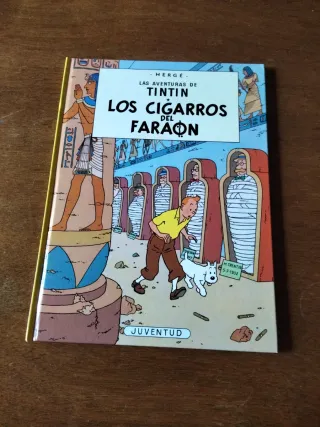 - HERGÉ -
LAS AVENTURAS DE
TINTIN
LOS CIGARROS
DEL
FARAON
JUVENTUD